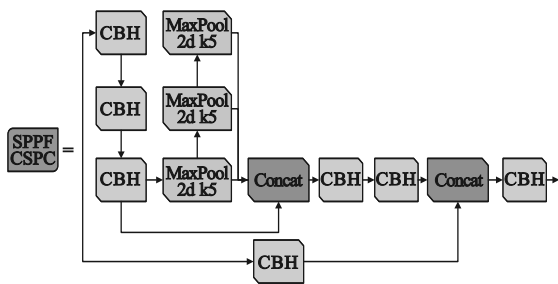 SPPF
CSPC
=
CBH
CBH
CBH
MaxPool
2d k5
MaxPool
2d k5
MaxPool
2d k5
Concat
CBH
CBH
Concat
CBH
CBH